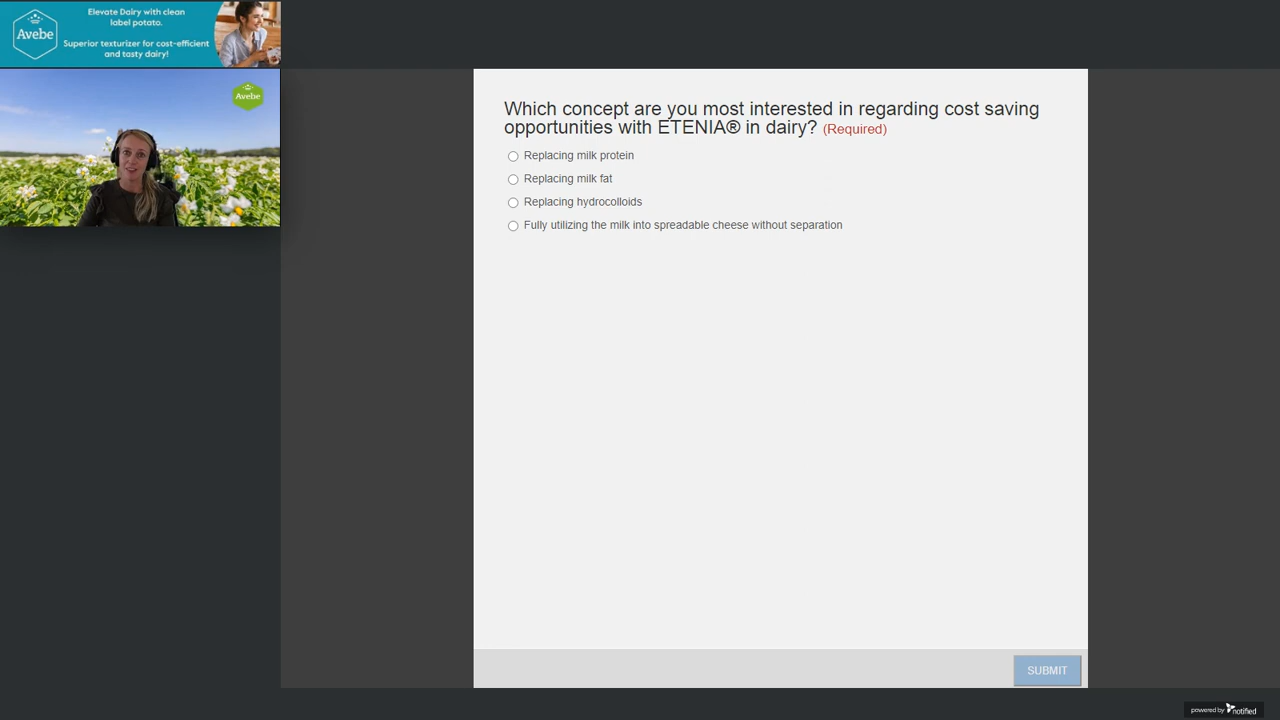 Avebe
Elevate Dairy with clean
label potato.
Superior texturizer for cost-efficient
and tasty dairy!
Avebe
Which concept are you most interested in regarding cost saving
opportunities with ETENIA® in dairy? (Required)
Replacing milk protein
Replacing milk fat
Replacing hydrocolloids
Fully utilizing the milk into spreadable cheese without separation
SUBMIT
powered by notified